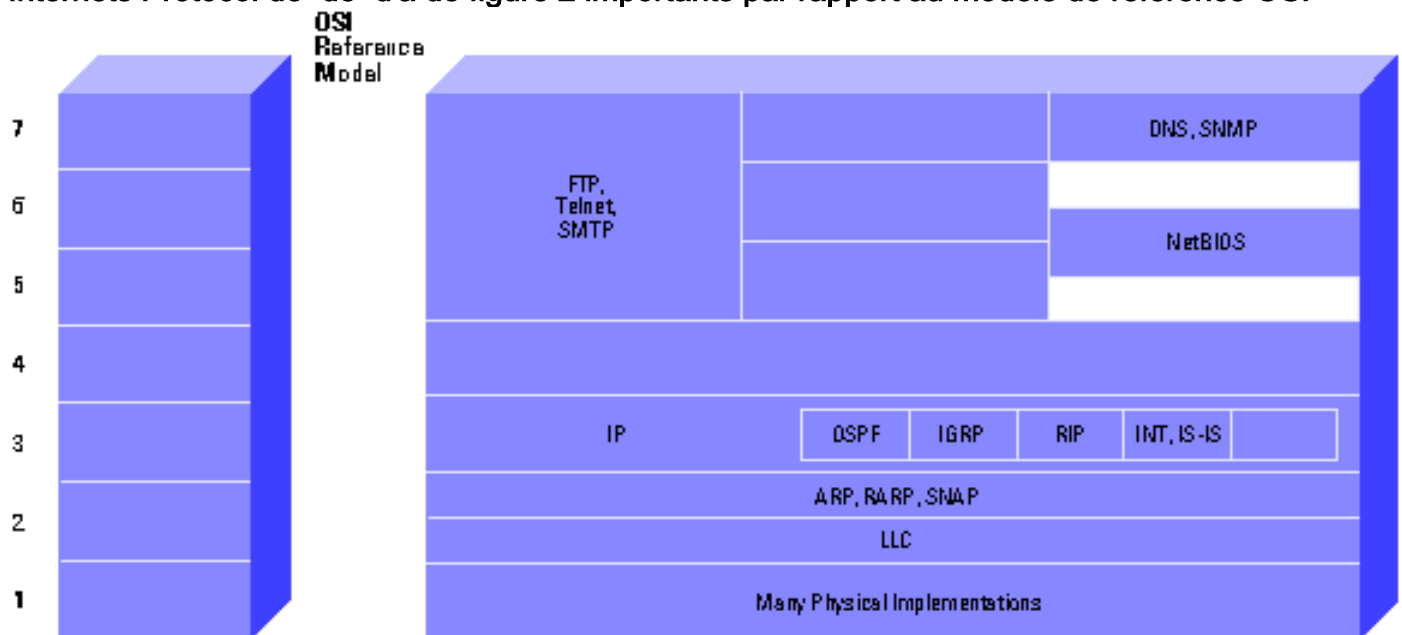 OSI
Reference
Model
7
6
5
4
3
2
1
FTP,
Telnet,
SMTP
DNS, SNMP
NetBIOS
IP
OSPF
IGRP
RIP
INT, IS-IS
ARP, RARP, SNAP
LLC
Many Physical Implementations